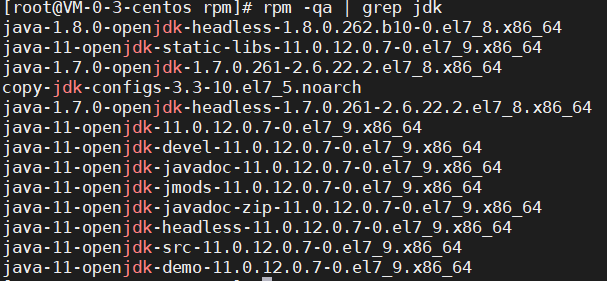 [root@VM-0-3-centos rpm]# rpm -qa | grep jdk
java-1.8.0-openjdk-headless-1.8.0.262.b10-0.el7_8.x86_64
java-11-openjdk-static-libs-11.0.12.0.7-0.el7_9.x86_64
java-1.7.0-openjdk-1.7.0.261-2.6.22.2.el7_8.x86_64
copy-jdk-configs-3.3-10.el7_5.noarch
java-1.7.0-openjdk-headless-1.7.0.261-2.6.22.2.el7_8.x86_64
java-11-openjdk-11.0.12.0.7-0.el7_9.x86_64
java-11-openjdk-devel-11.0.12.0.7-0.el7_9.x86_64
java-11-openjdk-javadoc-11.0.12.0.7-0.el7_9.x86_64
java-11-openjdk-jmods-11.0.12.0.7-0.el7_9.x86_64
java-11-openjdk-javadoc-zip-11.0.12.0.7-0.el7_9.x86_64
java-11-openjdk-headless-11.0.12.0.7-0.el7_9.x86_64
java-11-openjdk-src-11.0.12.0.7-0.el7_9.x86_64
java-11-openjdk-demo-11.0.12.0.7-0.el7_9.x86_64